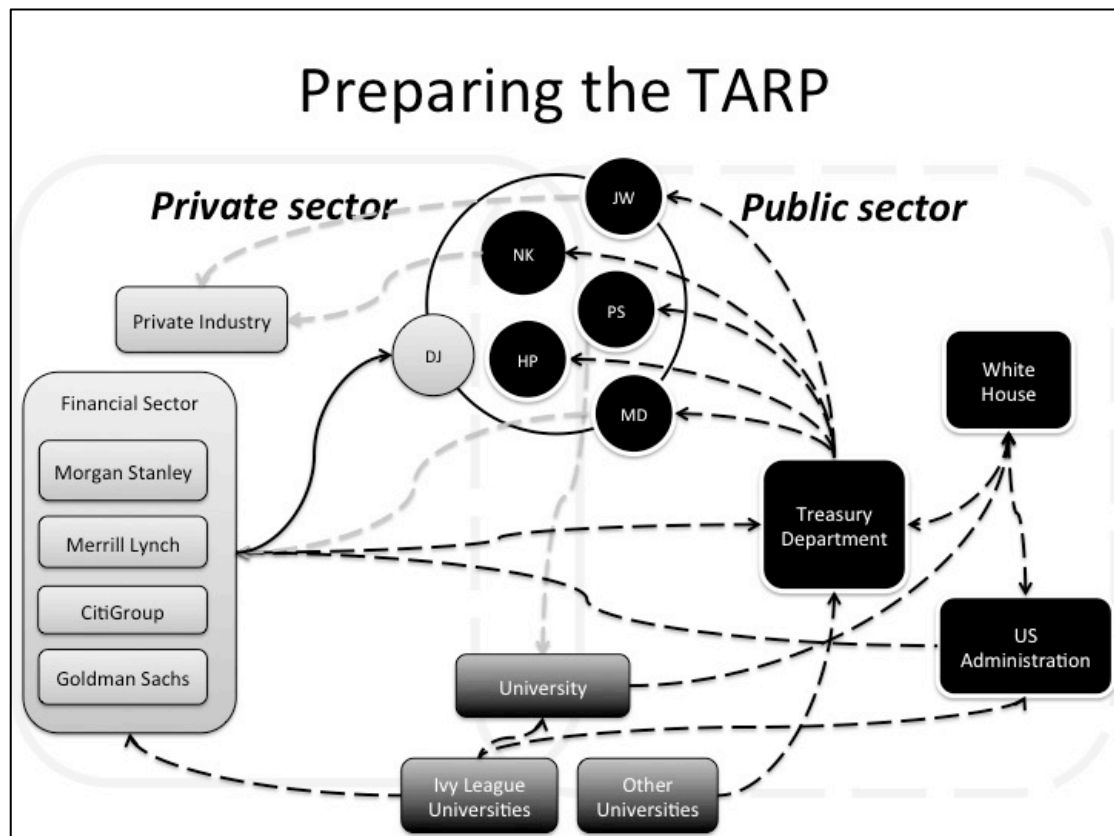 Preparing the TARP
Private sector
Public sector
JW
NK
PS
Private Industry
DJ
HP
MD
White
House
Financial Sector
Morgan Stanley
Merrill Lynch
CitiGroup
Goldman Sachs
Treasury
Department
US
Administration
University
Ivy League
Universities
Other
Universities